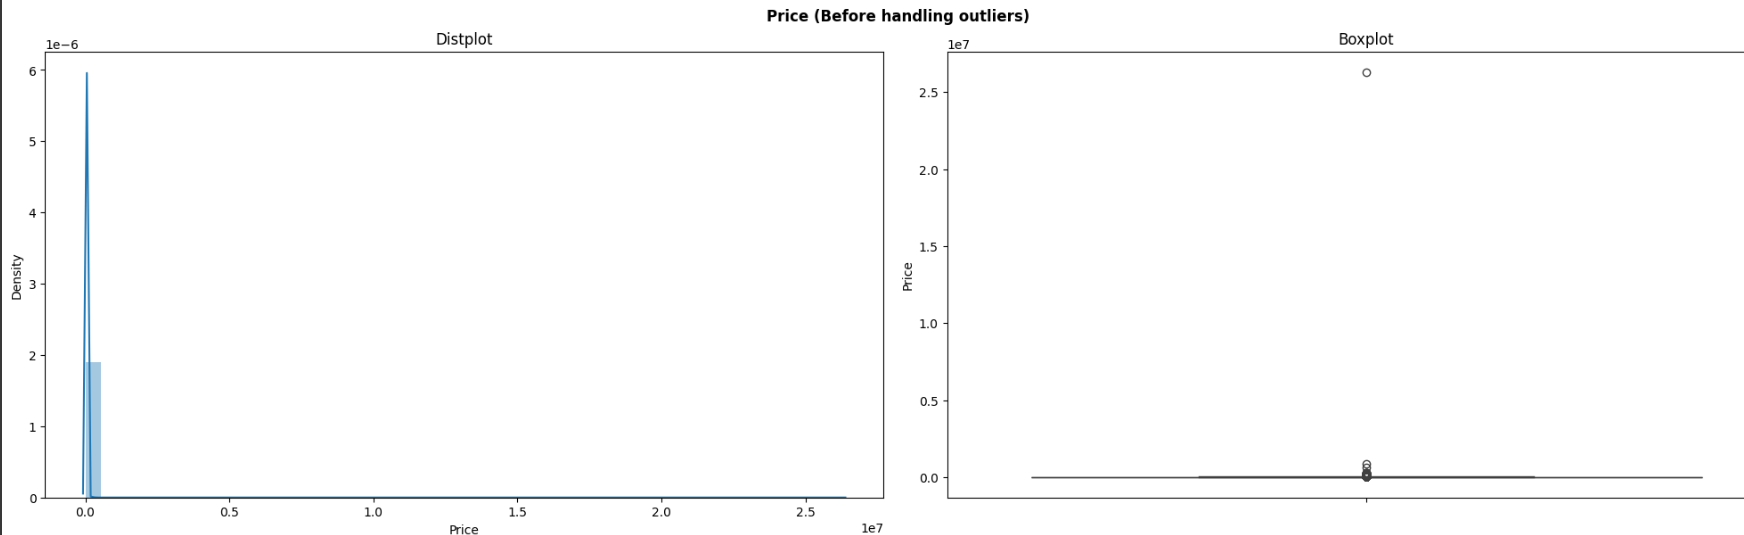 Price (Before handling outliers)
Distplot
1e−6
6
5
4
3
2
1
0
Density
0.0
0.5
1.0
1.5
2.0
2.5
1e7
Price
Boxplot
1e7
2.5
2.0
1.5
1.0
0.5
0.0
Price